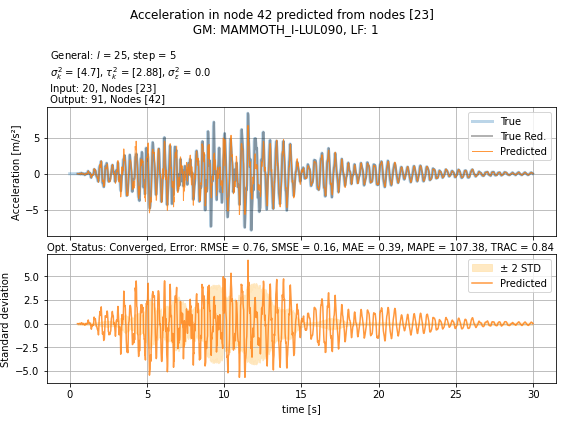 Acceleration in node 42 predicted from nodes [23]
GM: MAMMOTH_I-LUL090, LF: 1
General: l = 25, step = 5
σ²ₖ = [4.7], τ²ₖ = [2.88], σ²ₑ = 0.0
Input: 20, Nodes [23]
Output: 91, Nodes [42]
True
True Red.
Predicted
Acceleration [m/s²]
5
0
−5
Opt. Status: Converged, Error: RMSE = 0.76, SMSE = 0.16, MAE = 0.39, MAPE = 107.38, TRAC = 0.84
± 2 STD
Predicted
Standard deviation
5.0
2.5
0.0
−2.5
−5.0
0 5 10 15 20 25 30
time [s]